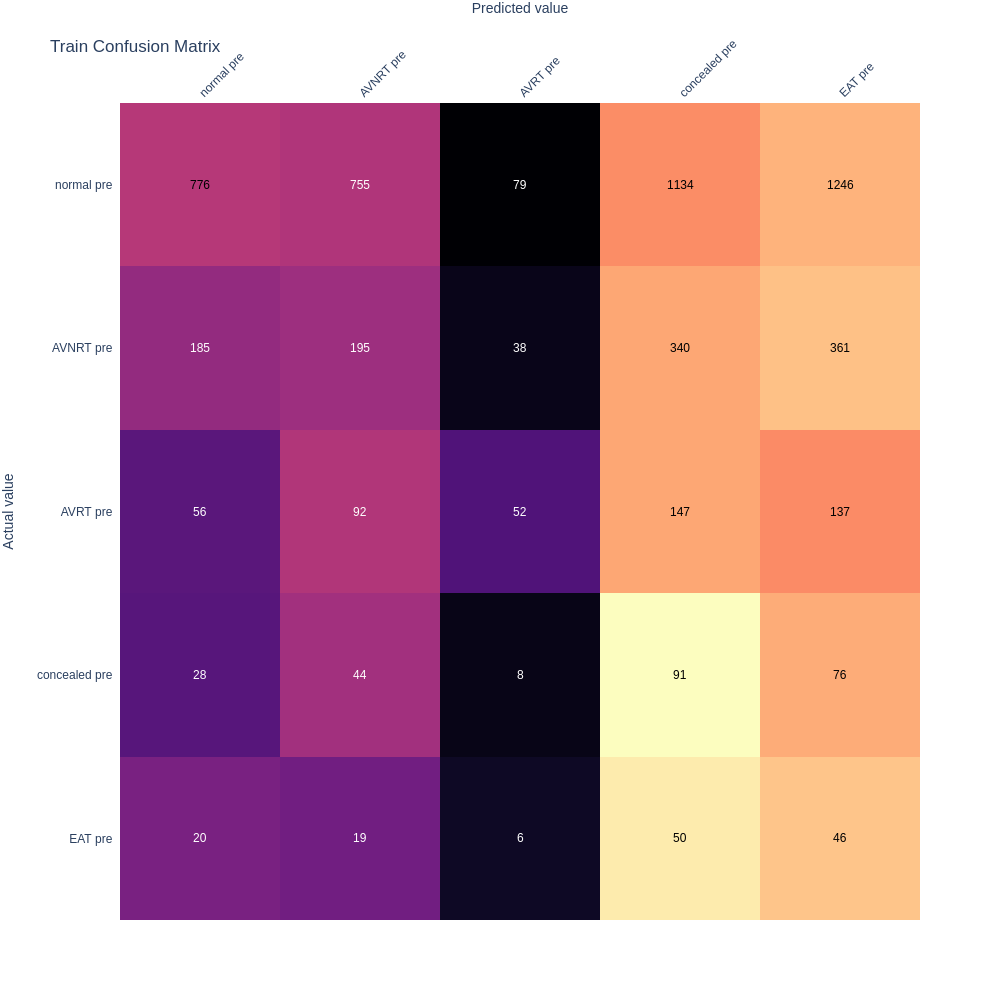 Predicted value
Train Confusion Matrix
normal pre
AVNRT pre
AVRT pre
concealed pre
EAT pre
normal pre 776 755 79 1134 1246
AVNRT pre 185 195 38 340 361
AVRT pre 56 92 52 147 137
concealed pre 28 44 8 91 76
EAT pre 20 19 6 50 46
Actual value